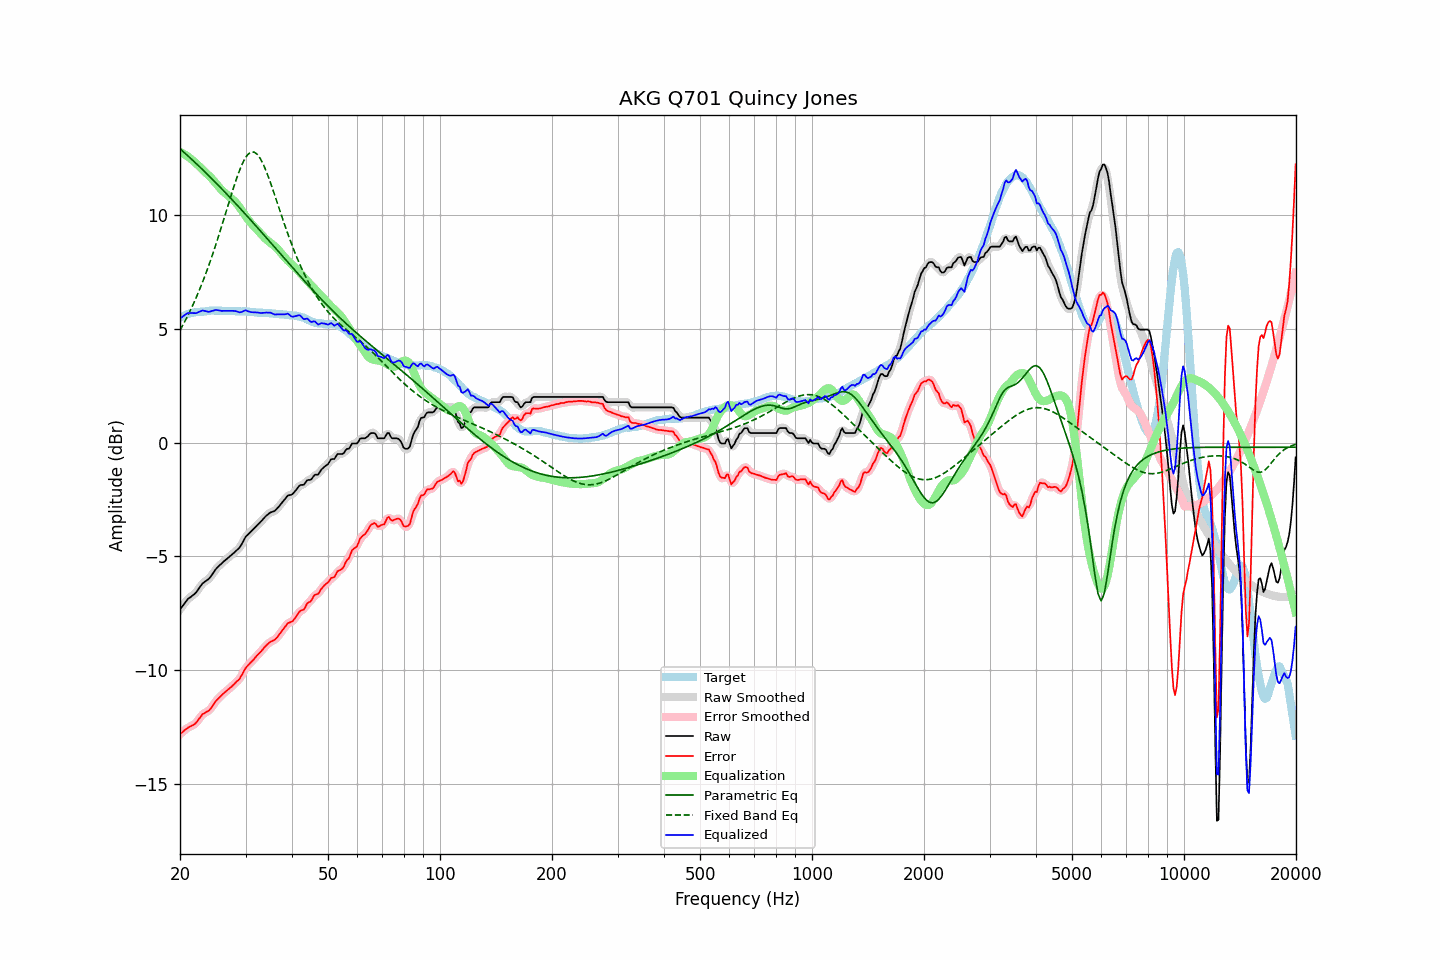 AKG Q701 Quincy Jones
Amplitude (dBr)
10
5
0
−5
−10
−15
Target
Raw Smoothed
Error Smoothed
Raw
Error
Equalization
Parametric Eq
Fixed Band Eq
Equalized
20 50 100 200 500 1000 2000 5000 10000 20000
Frequency (Hz)